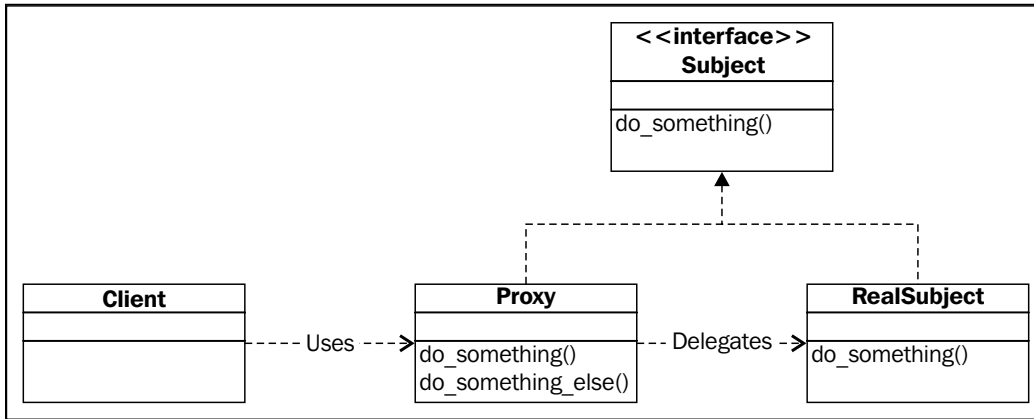 <<interface>>
Subject
do_something()
Client
Uses
Proxy
do_something()
do_something_else()
Delegates
RealSubject
do_something()